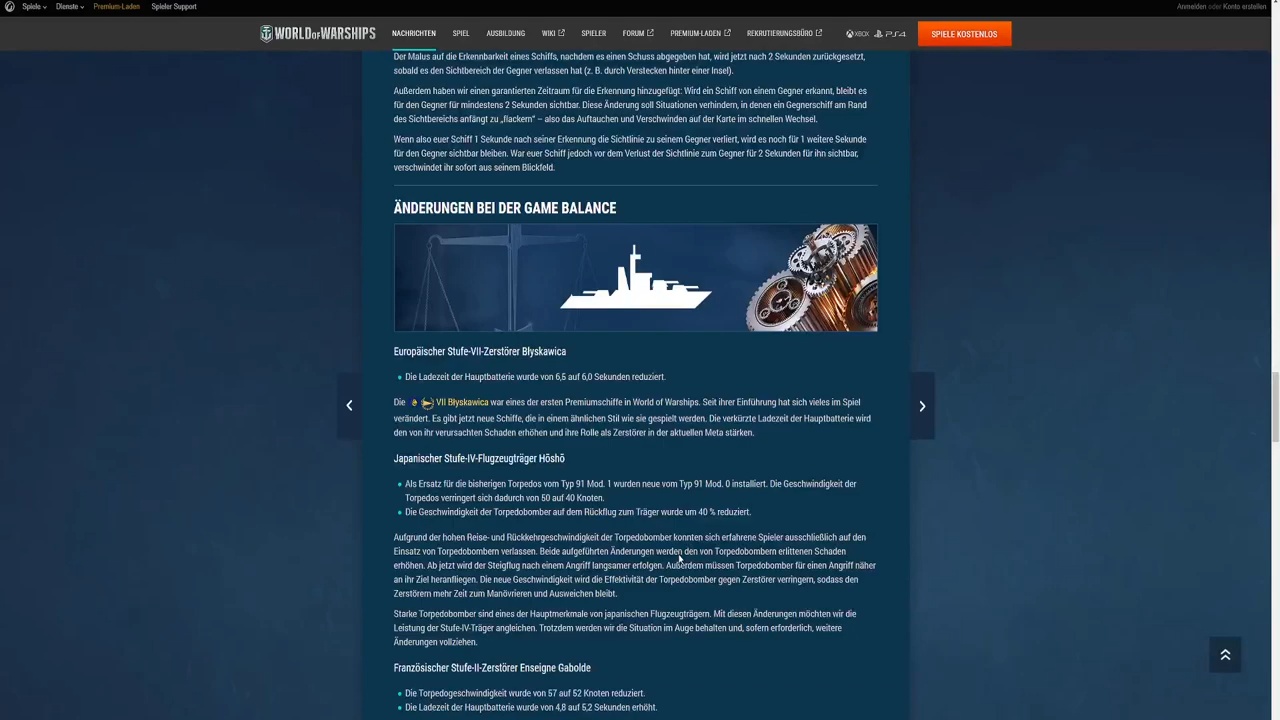 Spiele
Dienste
Premium-Laden
Spieler Support
Anmelden oder Konto erstellen
WORLD OF WARSHIPS
NACHRICHTEN
SPIEL
AUSBILDUNG
WIKI
SPIELER
FORUM
PREMIUM-LADEN
REKRUTIERUNGSBÜRO
XBOX
PS4
SPIELE KOSTENLOS
Der Malus auf die Erkennbarkeit eines Schiffs, nachdem es einen Schuss abgegeben hat, wird jetzt nach 2 Sekunden zurückgesetzt,
sobald es den Sichtbereich der Gegner verlassen hat (z. B. durch Verstecken hinter einer Insel).
Außerdem haben wir einen garantierten Zeitraum für die Erkennung hinzugefügt: Wird ein Schiff von einem Gegner erkannt, bleibt es
für den Gegner für mindestens 2 Sekunden sichtbar. Diese Änderung soll Situationen verhindern, in denen ein Gegnerschiff am Rand
des Sichtbereichs anfängt zu „flackern“ – also das Auftauchen und Verschwinden auf der Karte im schnellen Wechsel.
Wenn also euer Schiff 1 Sekunde nach seiner Erkennung die Sichtlinie zu seinem Gegner verliert, wird es noch für 1 weitere Sekunde
für den Gegner sichtbar bleiben. War euer Schiff jedoch vor dem Verlust der Sichtlinie zum Gegner für 2 Sekunden für ihn sichtbar,
verschwindet ihr sofort aus seinem Blickfeld.
ÄNDERUNGEN BEI DER GAME BALANCE
Europäischer Stufe-VII-Zerstörer Błyskawica
Die Ladezeit der Hauptbatterie wurde von 6,5 auf 6,0 Sekunden reduziert.
Die VII Błyskawica war eines der ersten Premiumschiffe in World of Warships. Seit ihrer Einführung hat sich vieles im Spiel
verändert. Es gibt jetzt neue Schiffe, die in einem ähnlichen Stil wie sie gespielt werden. Die verkürzte Ladezeit der Hauptbatterie wird
den von ihr verursachten Schaden erhöhen und ihre Rolle als Zerstörer in der aktuellen Meta stärken.
Japanischer Stufe-IV-Flugzeugträger Hōshō
Als Ersatz für die bisherigen Torpedos vom Typ 91 Mod. 1 wurden neue vom Typ 91 Mod. 0 installiert. Die Geschwindigkeit der
Torpedos verringert sich dadurch von 50 auf 40 Knoten.
Die Geschwindigkeit der Torpedobomber auf dem Rückflug zum Träger wurde um 40 % reduziert.
Aufgrund der hohen Reise- und Rückkehrgeschwindigkeit der Torpedobomber konnten sich erfahrene Spieler ausschließlich auf den
Einsatz von Torpedobombern verlassen. Beide aufgeführten Änderungen werden den von Torpedobombern erlittenen Schaden
erhöhen. Ab jetzt wird der Steigflug nach einem Angriff langsamer erfolgen. Außerdem müssen Torpedobomber für einen Angriff näher
an ihr Ziel heranfliegen. Die neue Geschwindigkeit wird die Effektivität der Torpedobomber gegen Zerstörer verringern, sodass den
Zerstörern mehr Zeit zum Manövrieren und Ausweichen bleibt.
Starke Torpedobomber sind eines der Hauptmerkmale von japanischen Flugzeugträgern. Mit diesen Änderungen möchten wir die
Leistung der Stufe-IV-Träger angleichen. Trotzdem werden wir die Situation im Auge behalten und, sofern erforderlich, weitere
Änderungen vollziehen.
Französischer Stufe-II-Zerstörer Enseigne Gabolde
Die Torpedogeschwindigkeit wurde von 57 auf 52 Knoten reduziert.
Die Ladezeit der Hauptbatterie wurde von 4,8 auf 5,2 Sekunden erhöht.